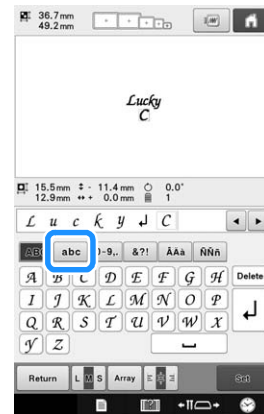 36.7mm
49.2mm
Lucky
C
15.5mm 11.4mm 0.0°
12.9mm 0.0mm 1
L u c k y ↲ C
abc 0-9,. &?! ÄÀà ÑÑñ
A B C D E F G H Delete
I J K L M N O P
Q R S T U V W X
Y Z
Return L M S Array Set